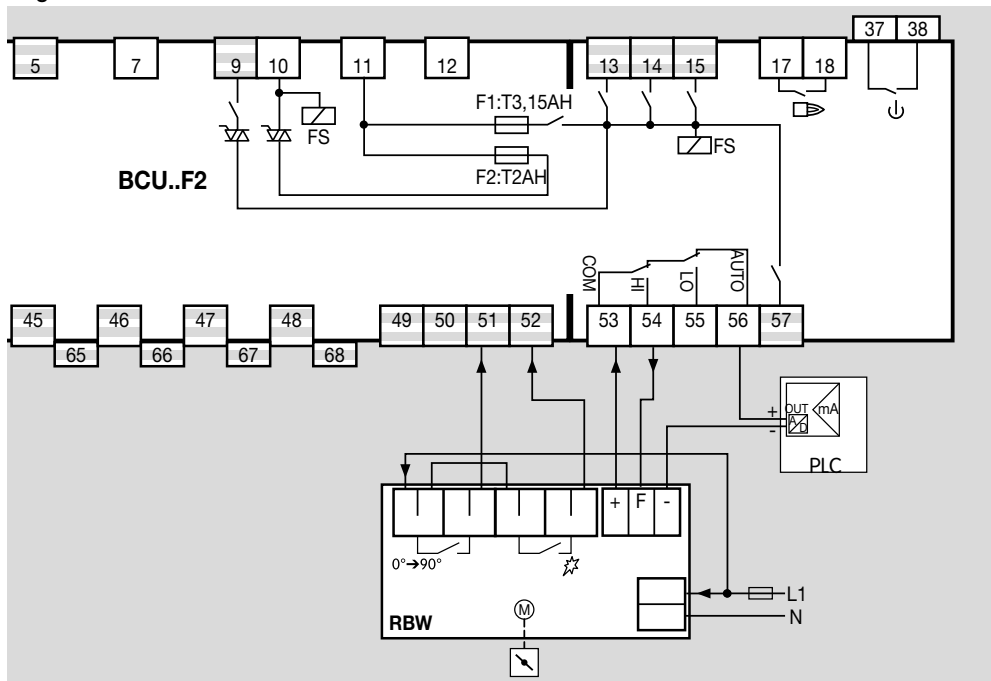 37 38
5 7 9 10 11 12 13 14 15 17 18
F1:T3,15AH
FS
FS
F2:T2AH
BCU..F2
COM HI LO AUTO
45 46 47 48 49 50 51 52 53 54 55 56 57
65 66 67 68
+ OUT mA
A/D
-
PLC
+ F -
0°→90°
L1
M
N
RBW